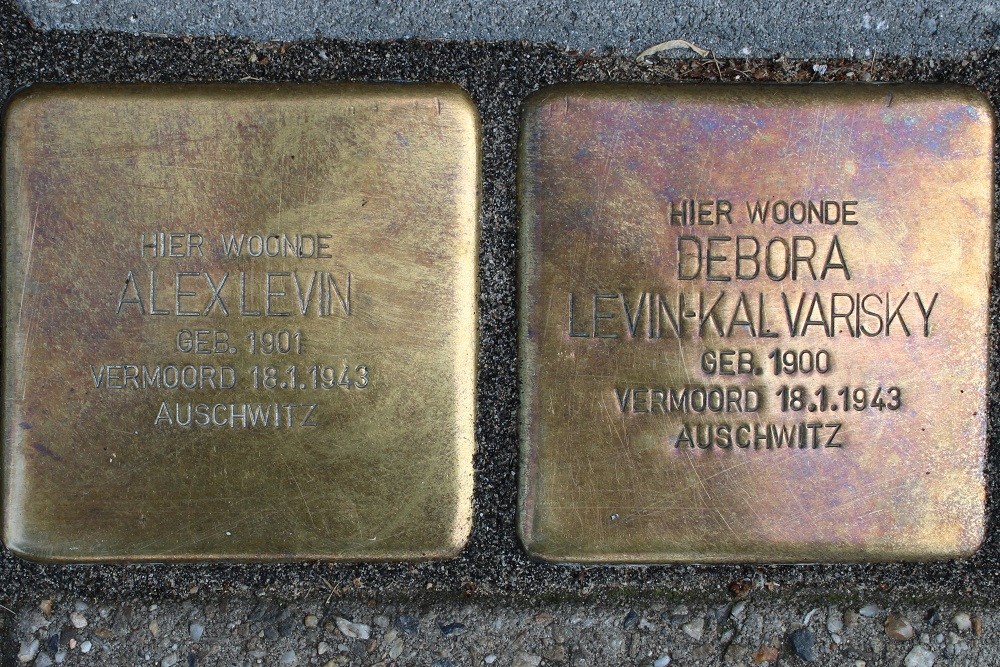 HIER WOONDE
ALEX LEVIN
GEB. 1901
VERMOORD 18.1.1943
AUSCHWITZ
HIER WOONDE
DEBORA
LEVIN-KALVARISKY
GEB. 1900
VERMOORD 18.1.1943
AUSCHWITZ